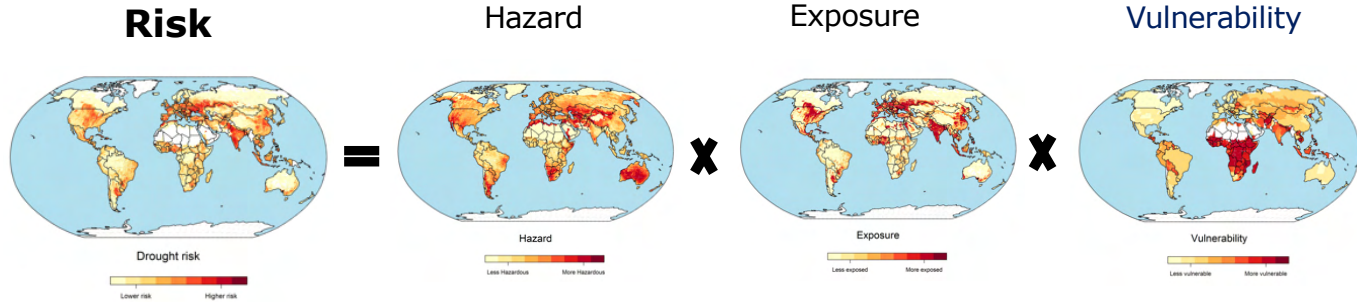 Risk
Hazard
Exposure
Vulnerability
Drought risk
Lower risk
Higher risk
Hazard
Less Hazardous
More Hazardous
Exposure
Less exposed
More exposed
Vulnerability
Less vulnerable
More vulnerable